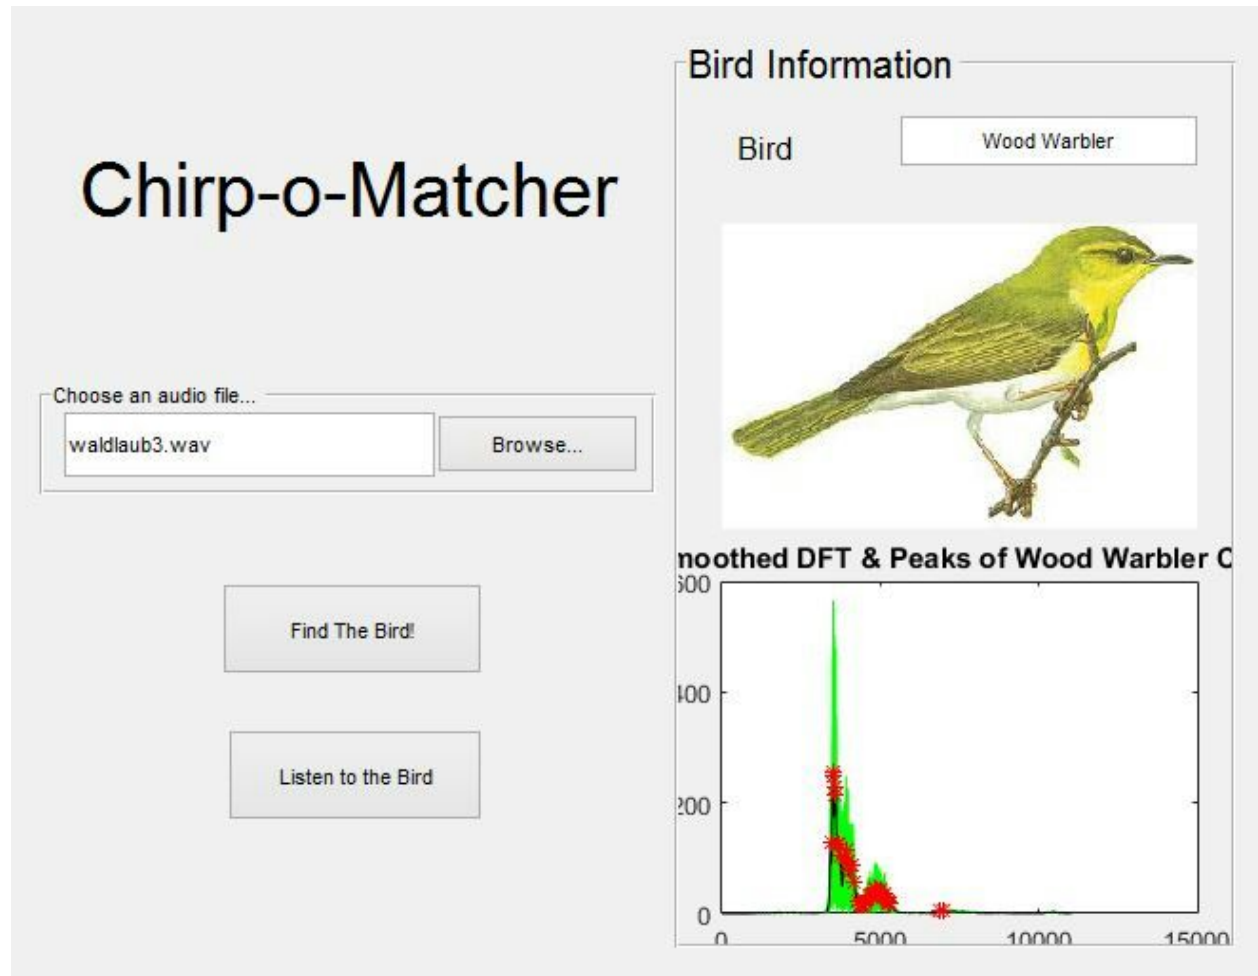 Chirp-o-Matcher
Choose an audio file...
waldlaub3.wav
Browse...
Find The Bird!
Listen to the Bird
Bird Information
Bird
Wood Warbler
moothed DFT & Peaks of Wood Warbler C
600
400
200
0
0 5000 10000 15000